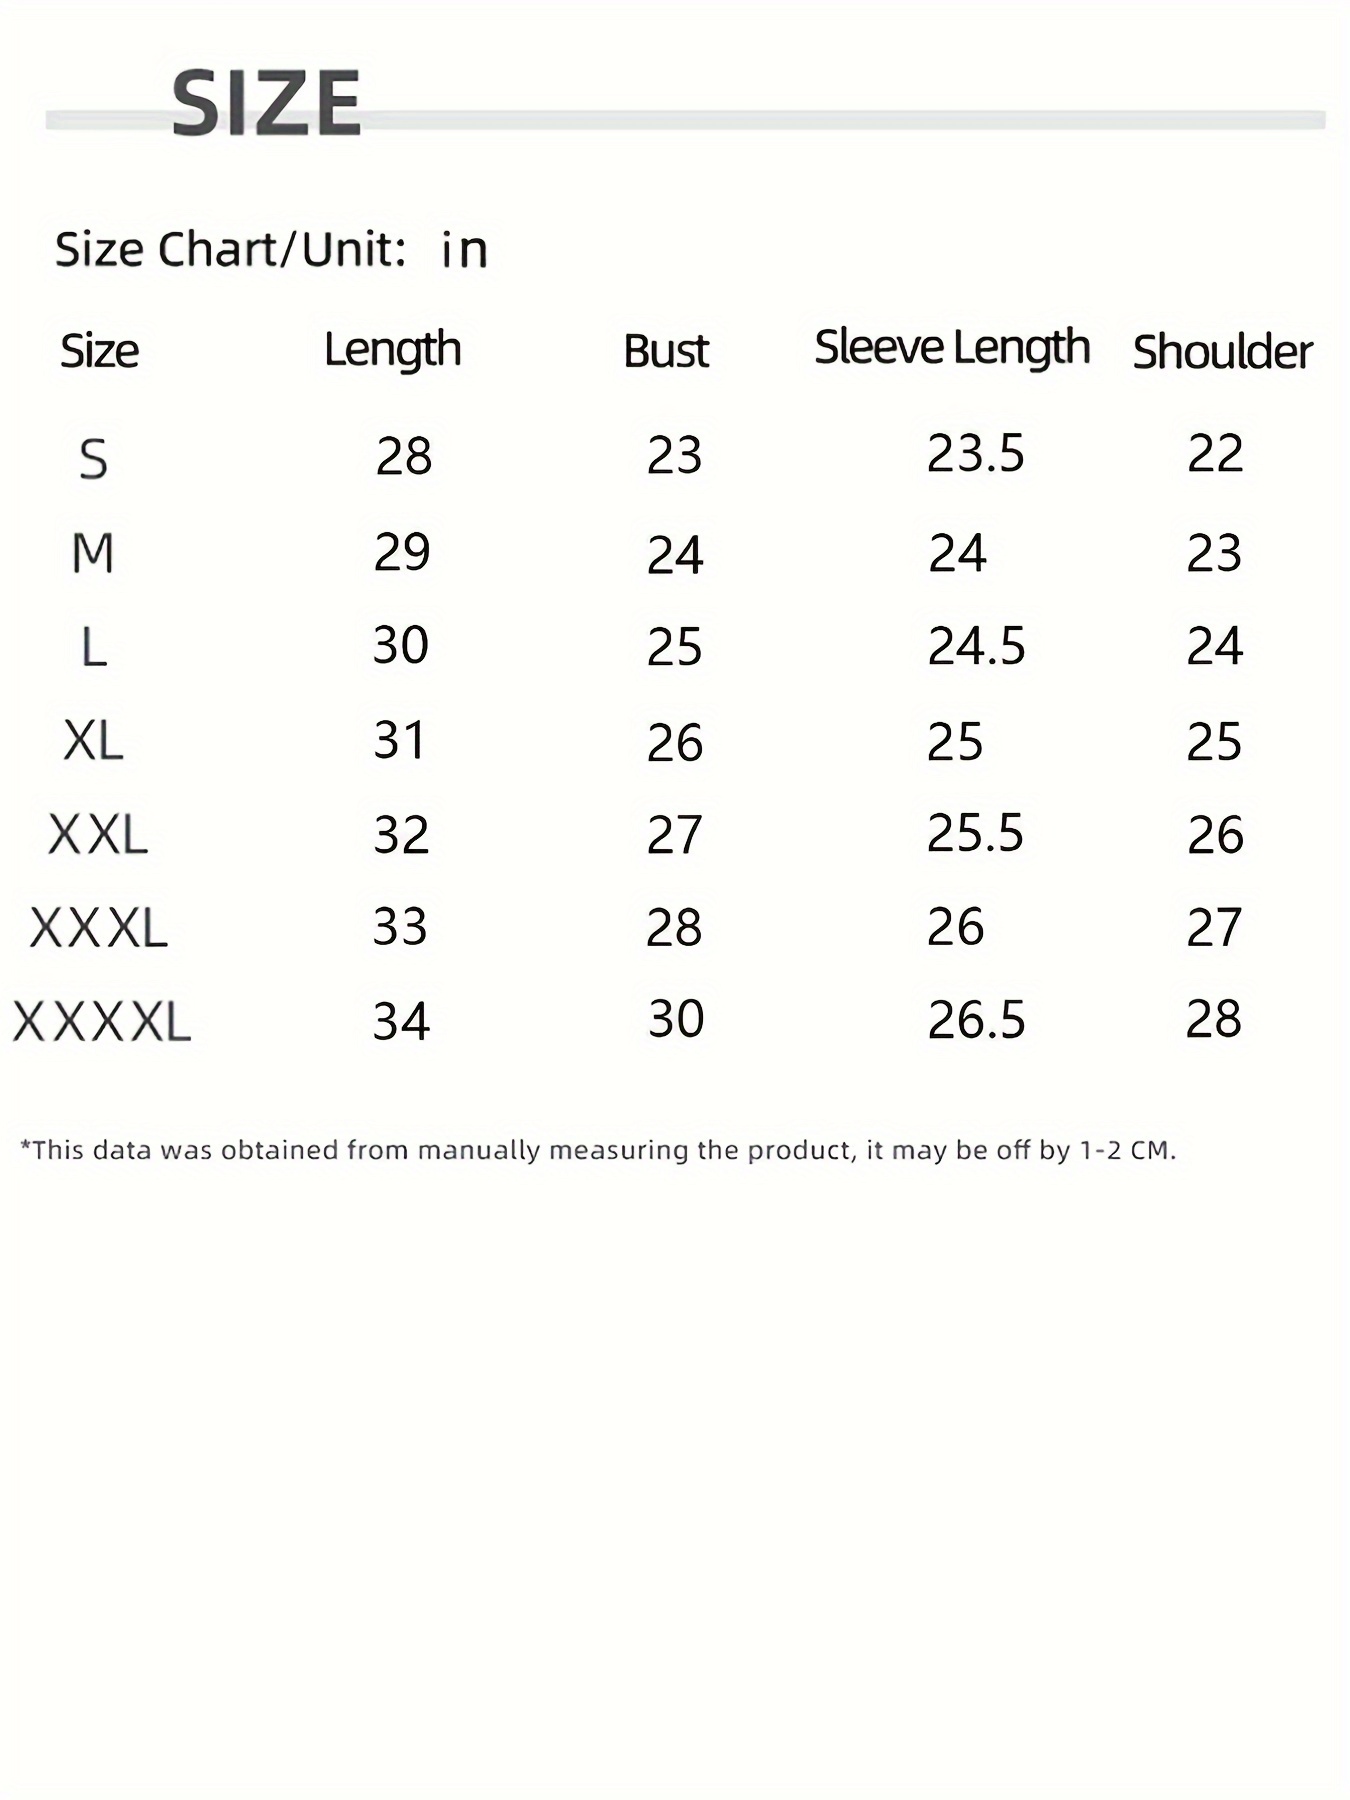 SIZE
Size Chart/Unit: in
Size Length Bust Sleeve Length Shoulder
S 28 23 23.5 22
M 29 24 24 23
L 30 25 24.5 24
XL 31 26 25 25
XXL 32 27 25.5 26
XXXL 33 28 26 27
XXXXL 34 30 26.5 28
*This data was obtained from manually measuring the product, it may be off by 1-2 CM.